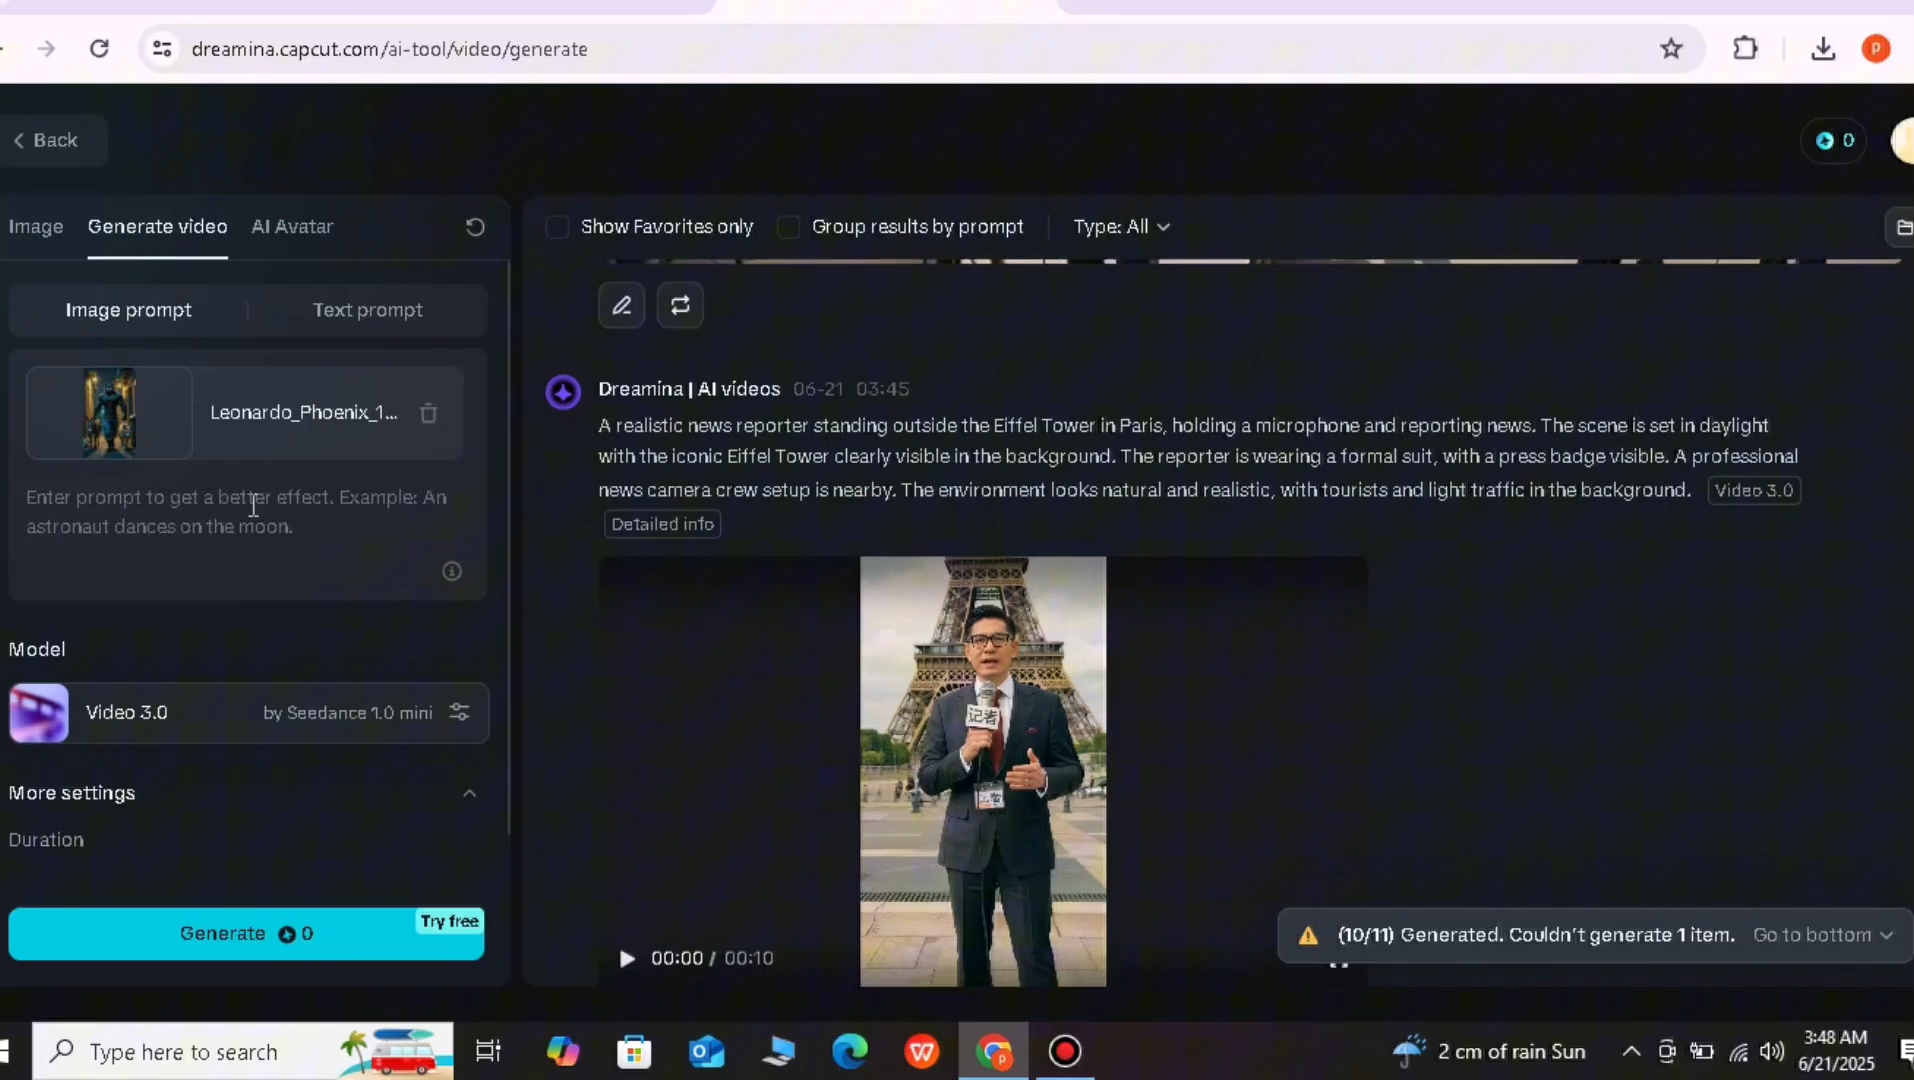 dreamina.capcut.com/ai-tool/video/generate
P
Back
0
Image Generate video AI Avatar
Show Favorites only Group results by prompt Type: All
Image prompt Text prompt
Leonardo_Phoenix_1...
Enter prompt to get a better effect. Example: An
astronaut dances on the moon.
Model
Video 3.0 by Seedance 1.0 mini
More settings
Duration
Try free
Generate 0
Dreamina | AI videos 06-21 03:45
A realistic news reporter standing outside the Eiffel Tower in Paris, holding a microphone and reporting news. The scene is set in daylight
with the iconic Eiffel Tower clearly visible in the background. The reporter is wearing a formal suit, with a press badge visible. A professional
news camera crew setup is nearby. The environment looks natural and realistic, with tourists and light traffic in the background. Video 3.0
Detailed info
记者
00:00 / 00:10
(10/11) Generated. Couldn't generate 1 item. Go to bottom
Type here to search
2 cm of rain Sun
3:48 AM
6/21/2025